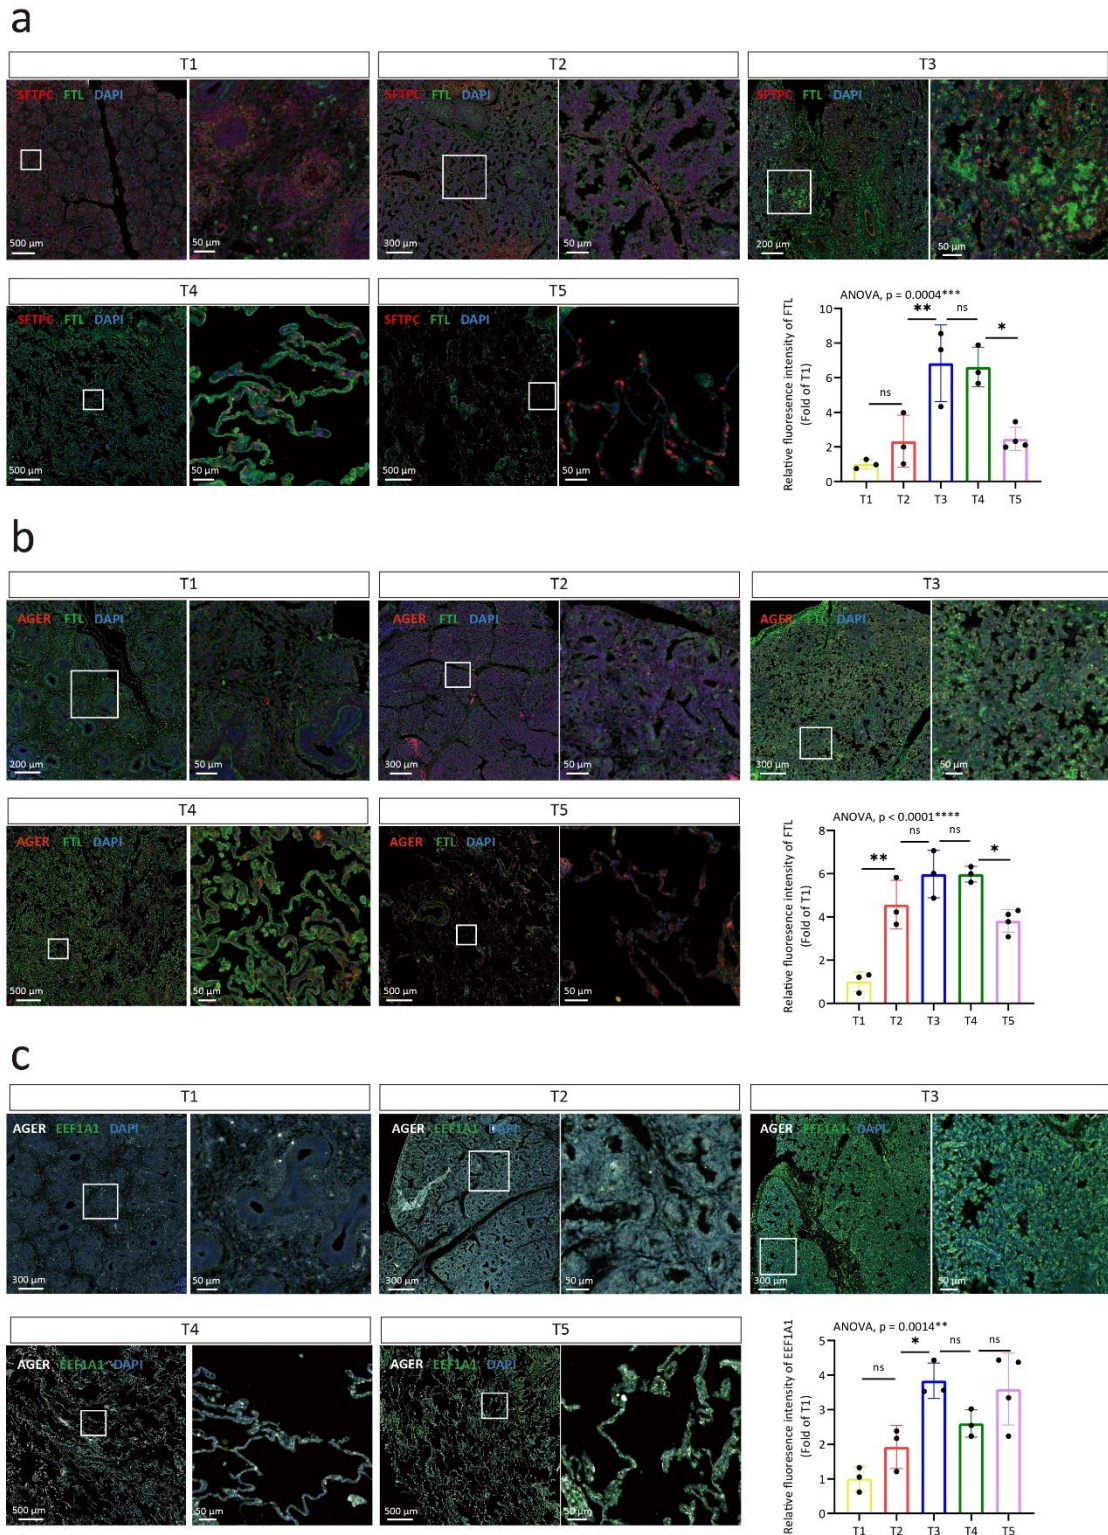 a
T1
T2
T3
SFTPC FTL DAPI
SFTPC FTL DAPI
SFTPC FTL DAPI
500 µm
50 µm
300 µm
50 µm
200 µm
50 µm
T4
T5
SFTPC FTL DAPI
SFTPC FTL DAPI
500 µm
50 µm
500 µm
50 µm
ANOVA, p = 0.0004***
Relative fluoresence intensity of FTL
(Fold of T1)
10
8
6
4
2
0
ns
**
ns
*
T1 T2 T3 T4 T5
b
T1
T2
T3
AGER FTL DAPI
AGER FTL DAPI
AGER FTL DAPI
200 µm
50 µm
300 µm
50 µm
300 µm
50 µm
T4
T5
AGER FTL DAPI
AGER FTL DAPI
500 µm
50 µm
500 µm
50 µm
ANOVA, p < 0.0001****
Relative fluoresence intensity of FTL
(Fold of T1)
8
6
4
2
0
**
ns
ns
*
T1 T2 T3 T4 T5
c
T1
T2
T3
AGER EEF1A1 DAPI
AGER EEF1A1 DAPI
AGER EEF1A1 DAPI
300 µm
50 µm
300 µm
50 µm
300 µm
50 µm
T4
T5
AGER EEF1A1 DAPI
AGER EEF1A1 DAPI
500 µm
50 µm
500 µm
50 µm
ANOVA, p = 0.0014**
Relative fluoresence intensity of EEF1A1
(Fold of T1)
5
4
3
2
1
0
ns
*
ns
ns
T1 T2 T3 T4 T5